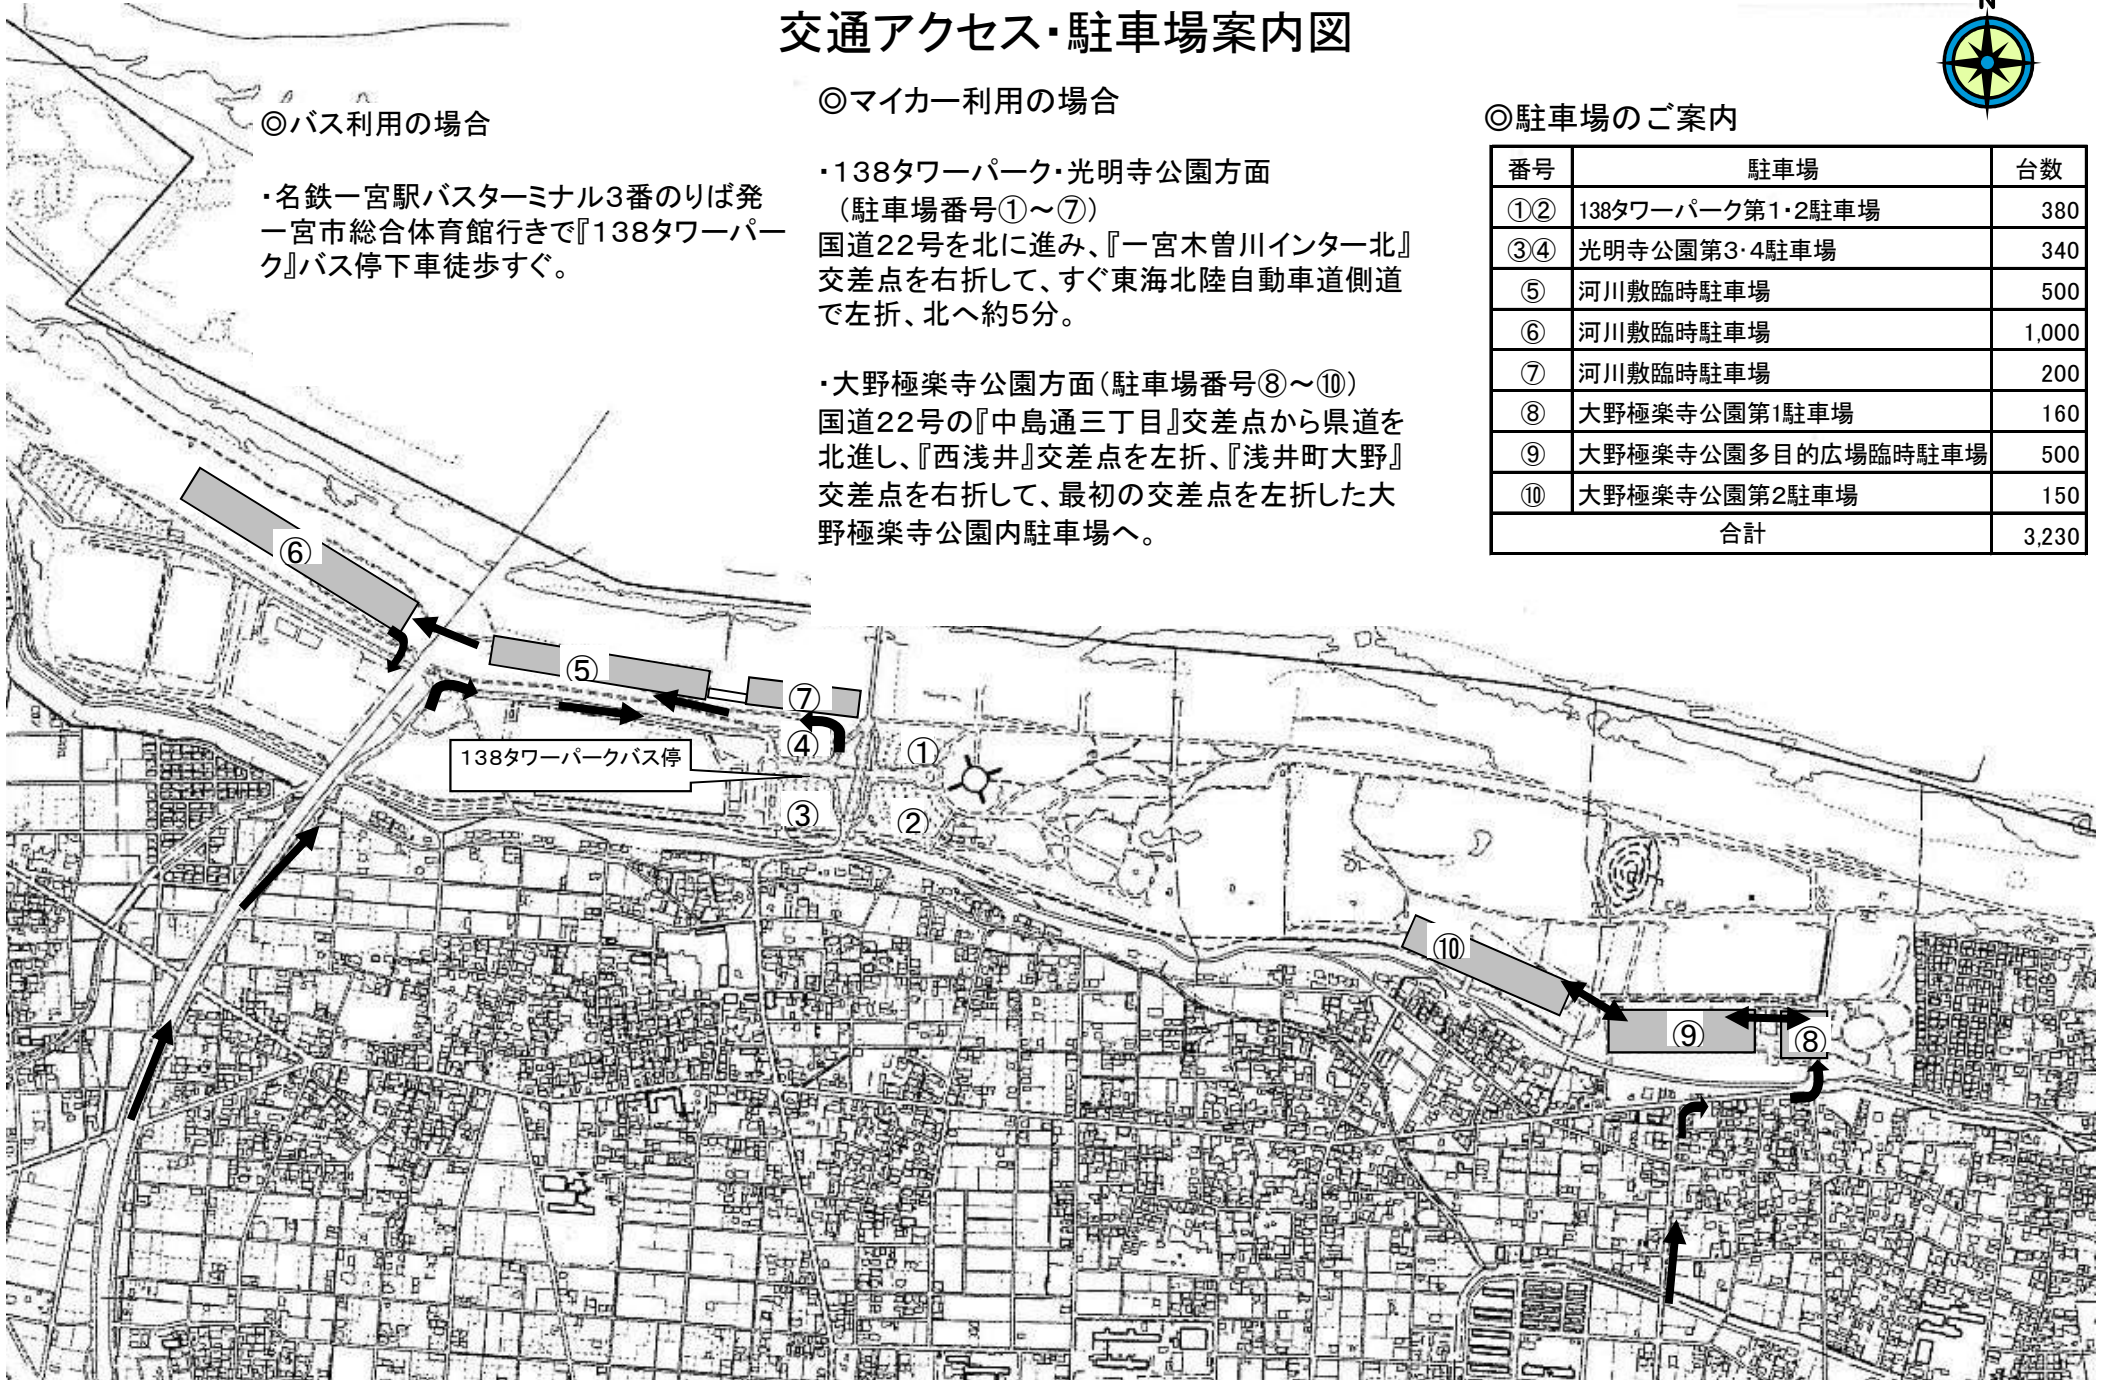 交通アクセス・駐車場案内図
N
◎バス利用の場合
・名鉄一宮駅バスターミナル3番のりば発
一宮市総合体育館行きで『138タワーパー
ク』バス停下車徒歩すぐ。
◎マイカー利用の場合
・138タワーパーク・光明寺公園方面
（駐車場番号①～⑦）
国道22号を北に進み、『一宮木曽川インター北』
交差点を右折して、すぐ東海北陸自動車道側道
で左折、北へ約5分。
・大野極楽寺公園方面（駐車場番号⑧～⑩）
国道22号の『中島通三丁目』交差点から県道を
北進し、『西浅井』交差点を左折、『浅井町大野』
交差点を右折して、最初の交差点を左折した大
野極楽寺公園内駐車場へ。
◎駐車場のご案内
番号 駐車場 台数
①② 138タワーパーク第1・2駐車場 380
③④ 光明寺公園第3・4駐車場 340
⑤ 河川敷臨時駐車場 500
⑥ 河川敷臨時駐車場 1,000
⑦ 河川敷臨時駐車場 200
⑧ 大野極楽寺公園第1駐車場 160
⑨ 大野極楽寺公園多目的広場臨時駐車場 500
⑩ 大野極楽寺公園第2駐車場 150
合計 3,230
⑥
⑤
⑦
④
①
138タワーパークバス停
③
②
⑩
⑨
⑧